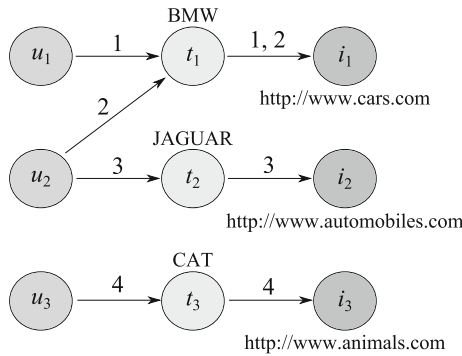 BMW
u1 1 t1 1, 2 i1
http://www.cars.com
2
JAGUAR
u2 3 t2 3 i2
http://www.automobiles.com
CAT
u3 4 t3 4 i3
http://www.animals.com